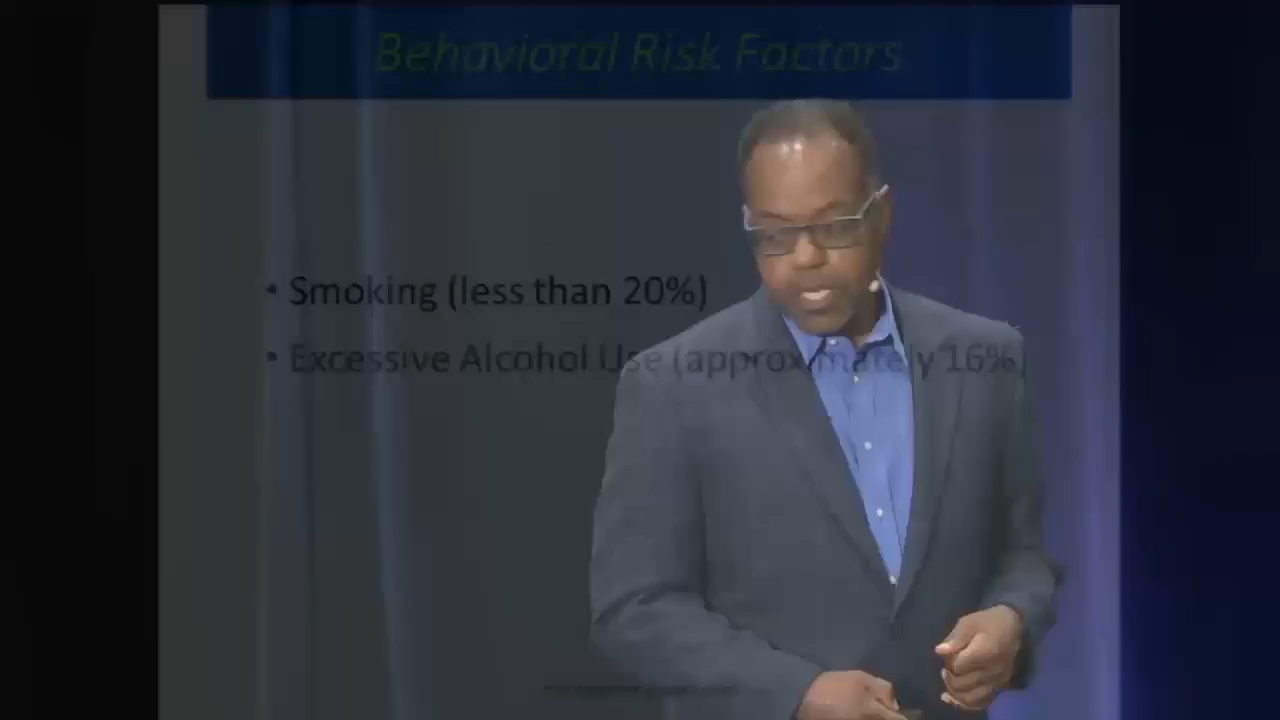 Behavioral Risk Factors
• Smoking (less than 20%)
• Excessive Alcohol Use (approximately 16%)